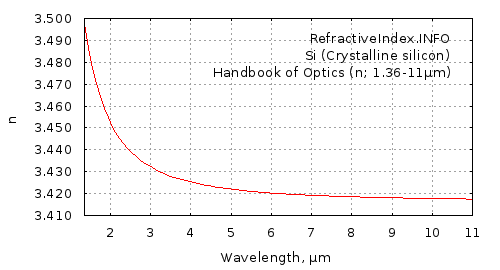 3.500
3.490
3.480
3.470
3.460
3.450
3.440
3.430
3.420
3.410
n
RefractiveIndex.INFO
Si (Crystalline silicon)
Handbook of Optics (n; 1.36-11µm)
2 3 4 5 6 7 8 9 10 11
Wavelength, µm